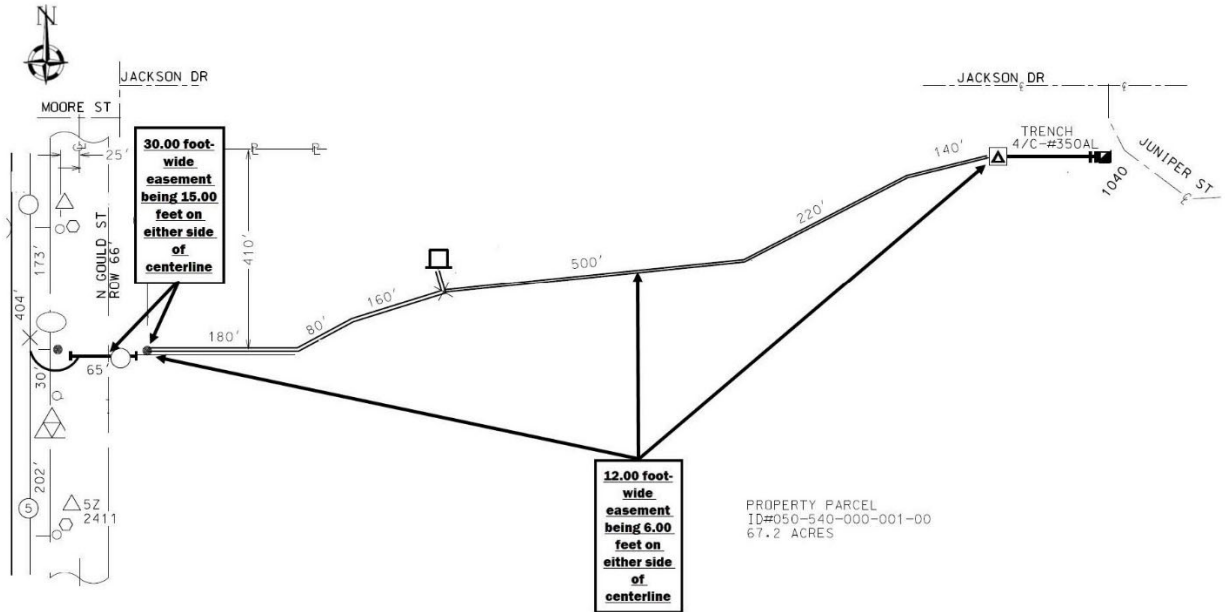 N
JACKSON DR
JACKSON DR
MOORE ST
30.00 foot-
wide
easement
being 15.00
feet on
either side
of
centerline
25'
TRENCH
4/C-#350AL
JUNIPER ST
1040
140'
220'
500'
410'
N GOULD ST
ROW 66'
173'
404'
160'
80'
180'
65'
30'
202'
5Z
2411
5
12.00 foot-
wide
easement
being 6.00
feet on
either side
of
centerline
PROPERTY PARCEL
ID#050-540-000-001-00
67.2 ACRES